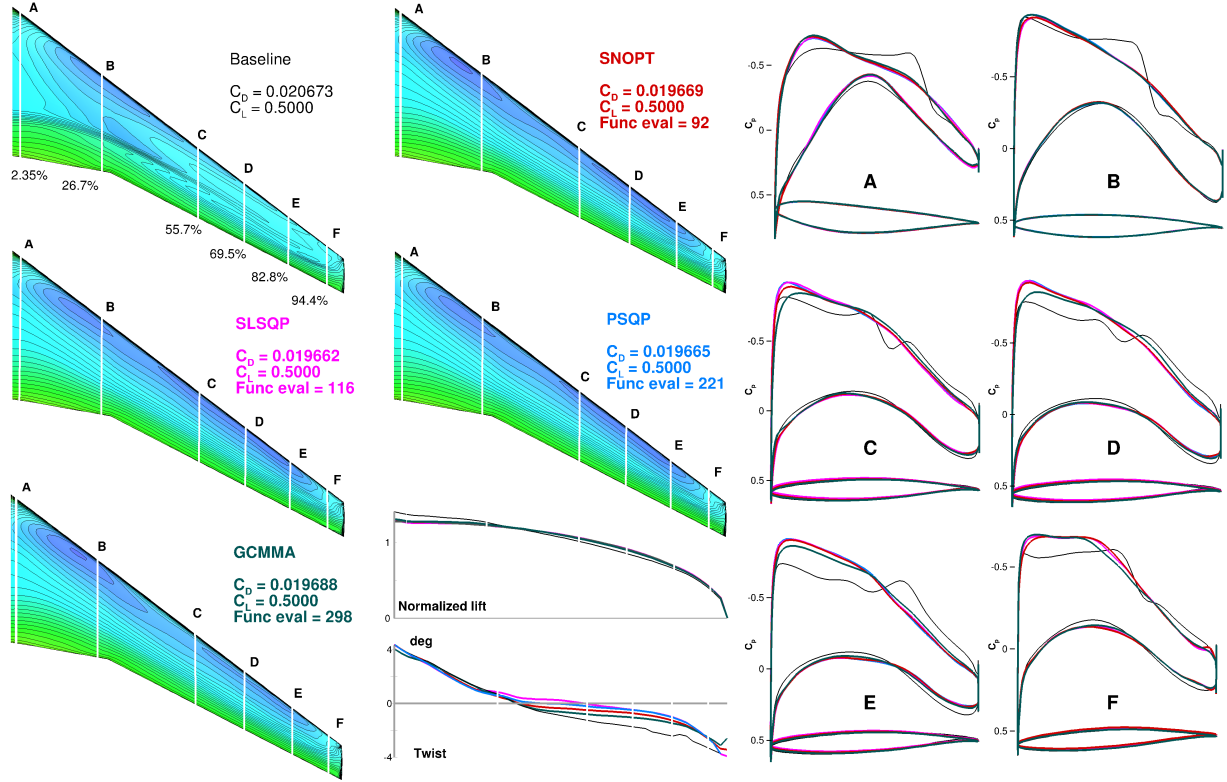 A
B
C
D
E
F
Baseline
C_D = 0.020673
C_L = 0.5000
2.35%
26.7%
55.7%
69.5%
82.8%
94.4%
A
B
C
D
E
F
SNOPT
C_D = 0.019669
C_L = 0.5000
Func eval = 92
A
B
C
D
E
F
SLSQP
C_D = 0.019662
C_L = 0.5000
Func eval = 116
A
B
C
D
E
F
PSQP
C_D = 0.019665
C_L = 0.5000
Func eval = 221
A
B
C
D
E
F
GCMMA
C_D = 0.019688
C_L = 0.5000
Func eval = 298
1
0
Normalized lift
deg
4
0
-4
Twist
-0.5
0
0.5
C_P
A
-0.5
0
0.5
C_P
B
-0.5
0
0.5
C_P
C
-0.5
0
0.5
C_P
D
-0.5
0
0.5
C_P
E
-0.5
0
0.5
C_P
F